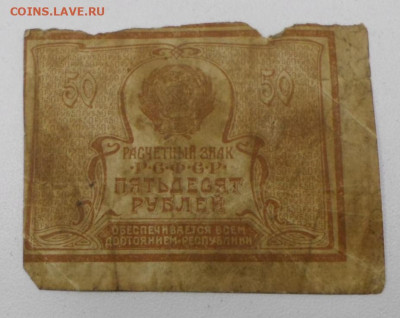 COINS.LAVE.RU
50 50
РАСЧЕТНЫЙ ЗНАК
Р·С·Ф·С·Р·
ПЯТЬДЕСЯТ
РУБЛЕЙ
ОБЕСПЕЧИВАЕТСЯ ВСЕМ
ДОСТОЯНИЕМ РЕСПУБЛИКИ